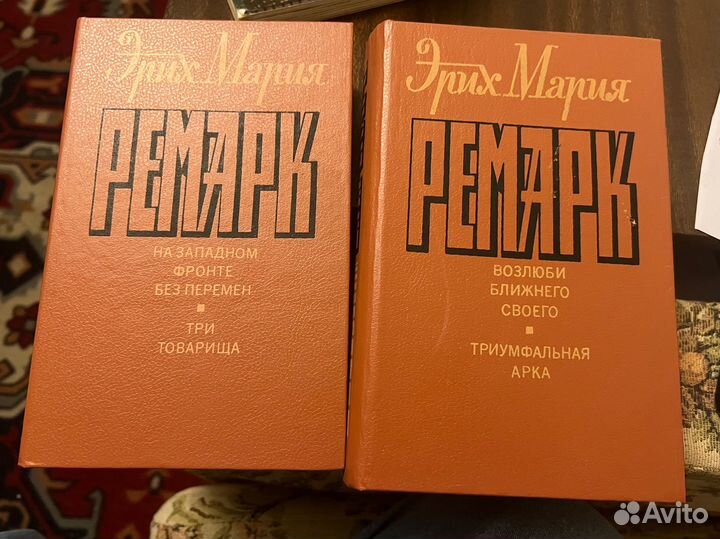 Эрих Мария
РЕМАРК
НА ЗАПАДНОМ
ФРОНТЕ
БЕЗ ПЕРЕМЕН
ТРИ
ТОВАРИЩА
Эрих Мария
РЕМАРК
ВОЗЛЮБИ
БЛИЖНЕГО
СВОЕГО
ТРИУМФАЛЬНАЯ
АРКА
Avito